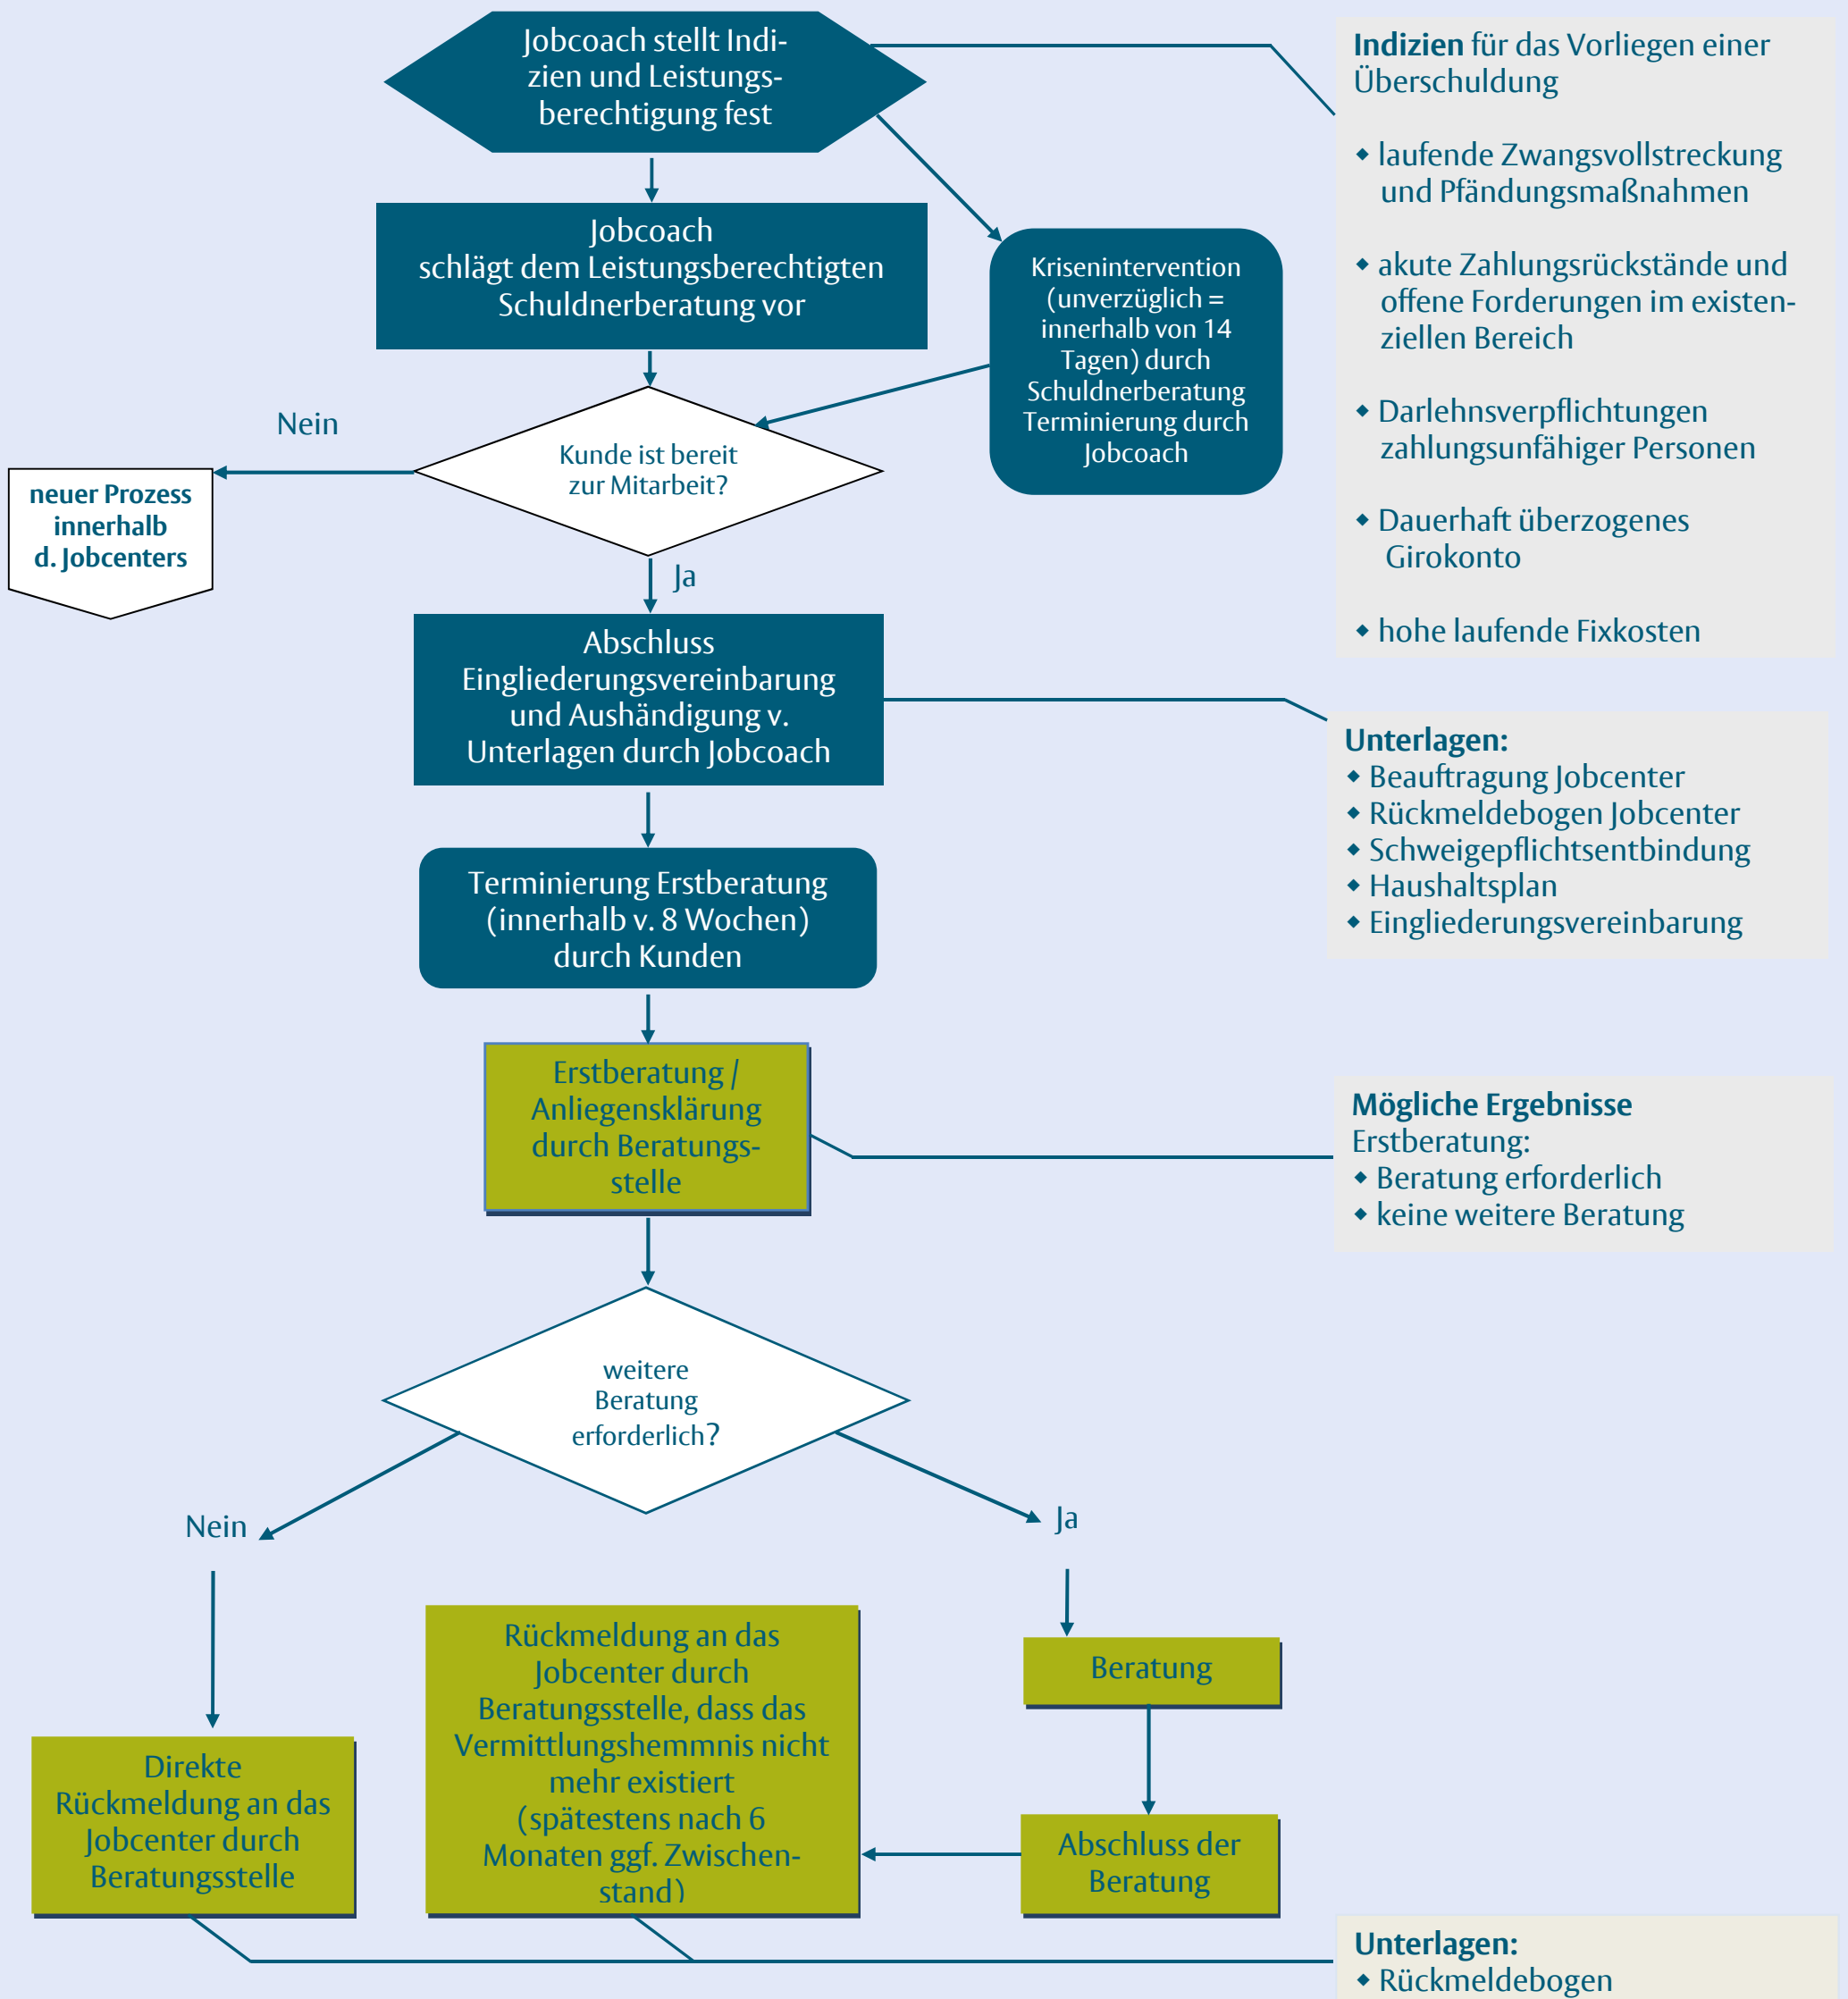 Jobcoach stellt Indi-
zien und Leistungs-
berechtigung fest
Indizien für das Vorliegen einer
Überschuldung
◆ laufende Zwangsvollstreckung
und Pfändungsmaßnahmen
◆ akute Zahlungsrückstände und
offene Forderungen im existen-
ziellen Bereich
◆ Darlehnsverpflichtungen
zahlungsunfähiger Personen
◆ Dauerhaft überzogenes
Girokonto
◆ hohe laufende Fixkosten
Jobcoach
schlägt dem Leistungsberechtigten
Schuldnerberatung vor
Krisenintervention
(unverzüglich =
innerhalb von 14
Tagen) durch
Schuldnerberatung
Terminierung durch
Jobcoach
Kunde ist bereit
zur Mitarbeit?
Nein
neuer Prozess
innerhalb
d. Jobcenters
Ja
Abschluss
Eingliederungsvereinbarung
und Aushändigung v.
Unterlagen durch Jobcoach
Unterlagen:
◆ Beauftragung Jobcenter
◆ Rückmeldebogen Jobcenter
◆ Schweigepflichtsentbindung
◆ Haushaltsplan
◆ Eingliederungsvereinbarung
Terminierung Erstberatung
(innerhalb v. 8 Wochen)
durch Kunden
Erstberatung /
Anliegensklärung
durch Beratungs-
stelle
Mögliche Ergebnisse
Erstberatung:
◆ Beratung erforderlich
◆ keine weitere Beratung
weitere
Beratung
erforderlich?
Nein
Ja
Direkte
Rückmeldung an das
Jobcenter durch
Beratungsstelle
Rückmeldung an das
Jobcenter durch
Beratungsstelle, dass das
Vermittlungshemmnis nicht
mehr existiert
(spätestens nach 6
Monaten ggf. Zwischen-
stand)
Beratung
Abschluss der
Beratung
Unterlagen:
◆ Rückmeldebogen